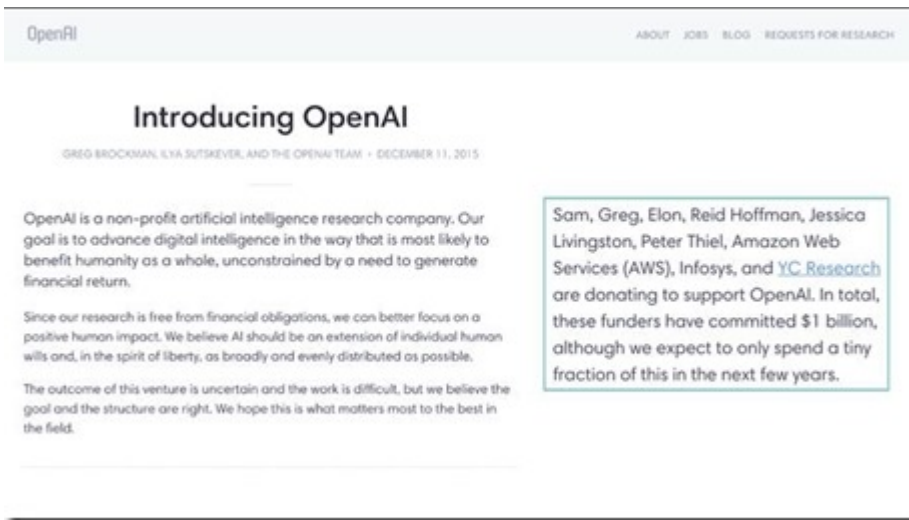 OpenAI
ABOUT JOBS BLOG REQUESTS FOR RESEARCH
Introducing OpenAI
GREG BROCKMAN, ILYA SUTSKEVER, AND THE OPENAI TEAM • DECEMBER 11, 2015
OpenAI is a non-profit artificial intelligence research company. Our
goal is to advance digital intelligence in the way that is most likely to
benefit humanity as a whole, unconstrained by a need to generate
financial return.
Since our research is free from financial obligations, we can better focus on a
positive human impact. We believe AI should be an extension of individual human
wills and, in the spirit of liberty, as broadly and evenly distributed as possible.
The outcome of this venture is uncertain and the work is difficult, but we believe the
goal and the structure are right. We hope this is what matters most to the best in
the field.
Sam, Greg, Elon, Reid Hoffman, Jessica
Livingston, Peter Thiel, Amazon Web
Services (AWS), Infosys, and YC Research
are donating to support OpenAI. In total,
these funders have committed $1 billion,
although we expect to only spend a tiny
fraction of this in the next few years.